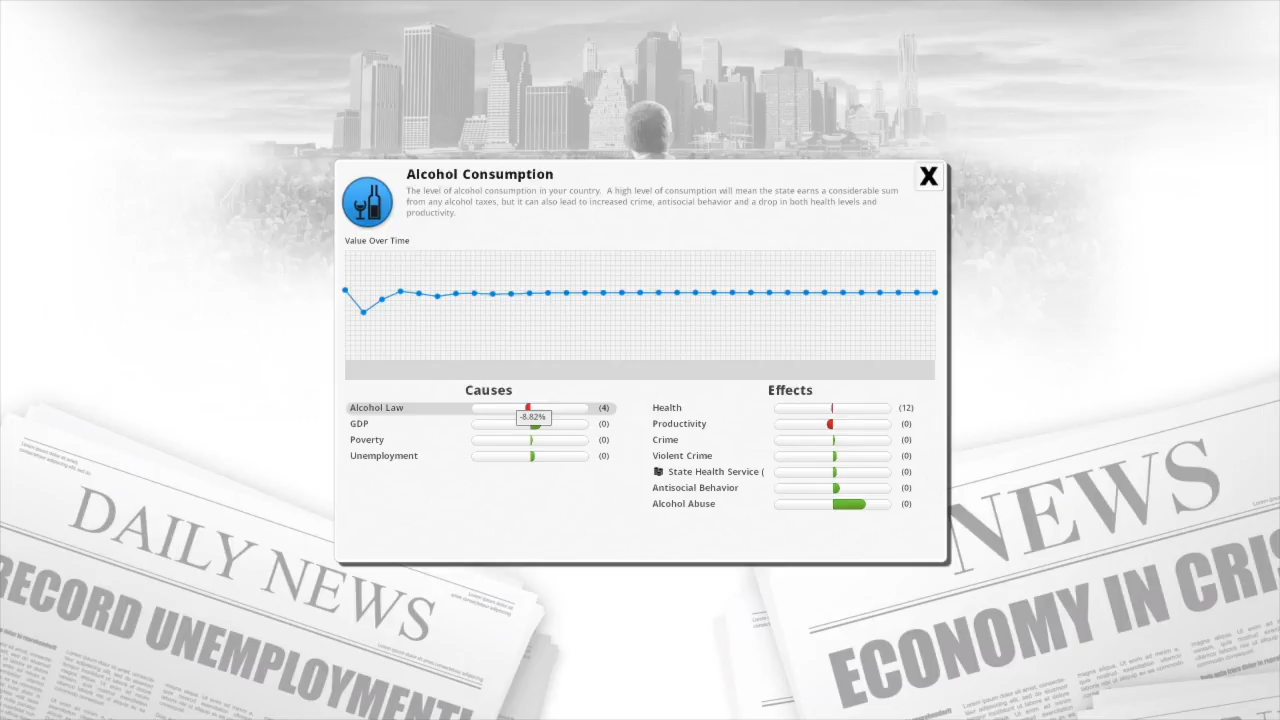 Alcohol Consumption
The level of alcohol consumption in your country. A high level of consumption will mean the state earns a considerable sum
from any alcohol taxes, but it can also lead to increased crime, antisocial behavior and a drop in both health levels and
productivity.
X
Value Over Time
Causes
Alcohol Law (4)
-8.82%
GDP (0)
Poverty (0)
Unemployment (0)
Effects
Health (12)
Productivity (0)
Crime (0)
Violent Crime (0)
State Health Service ( (0)
Antisocial Behavior (0)
Alcohol Abuse (0)
DAILY NEWS
RECORD UNEMPLOYMENT
NEWS
ECONOMY IN CRIS